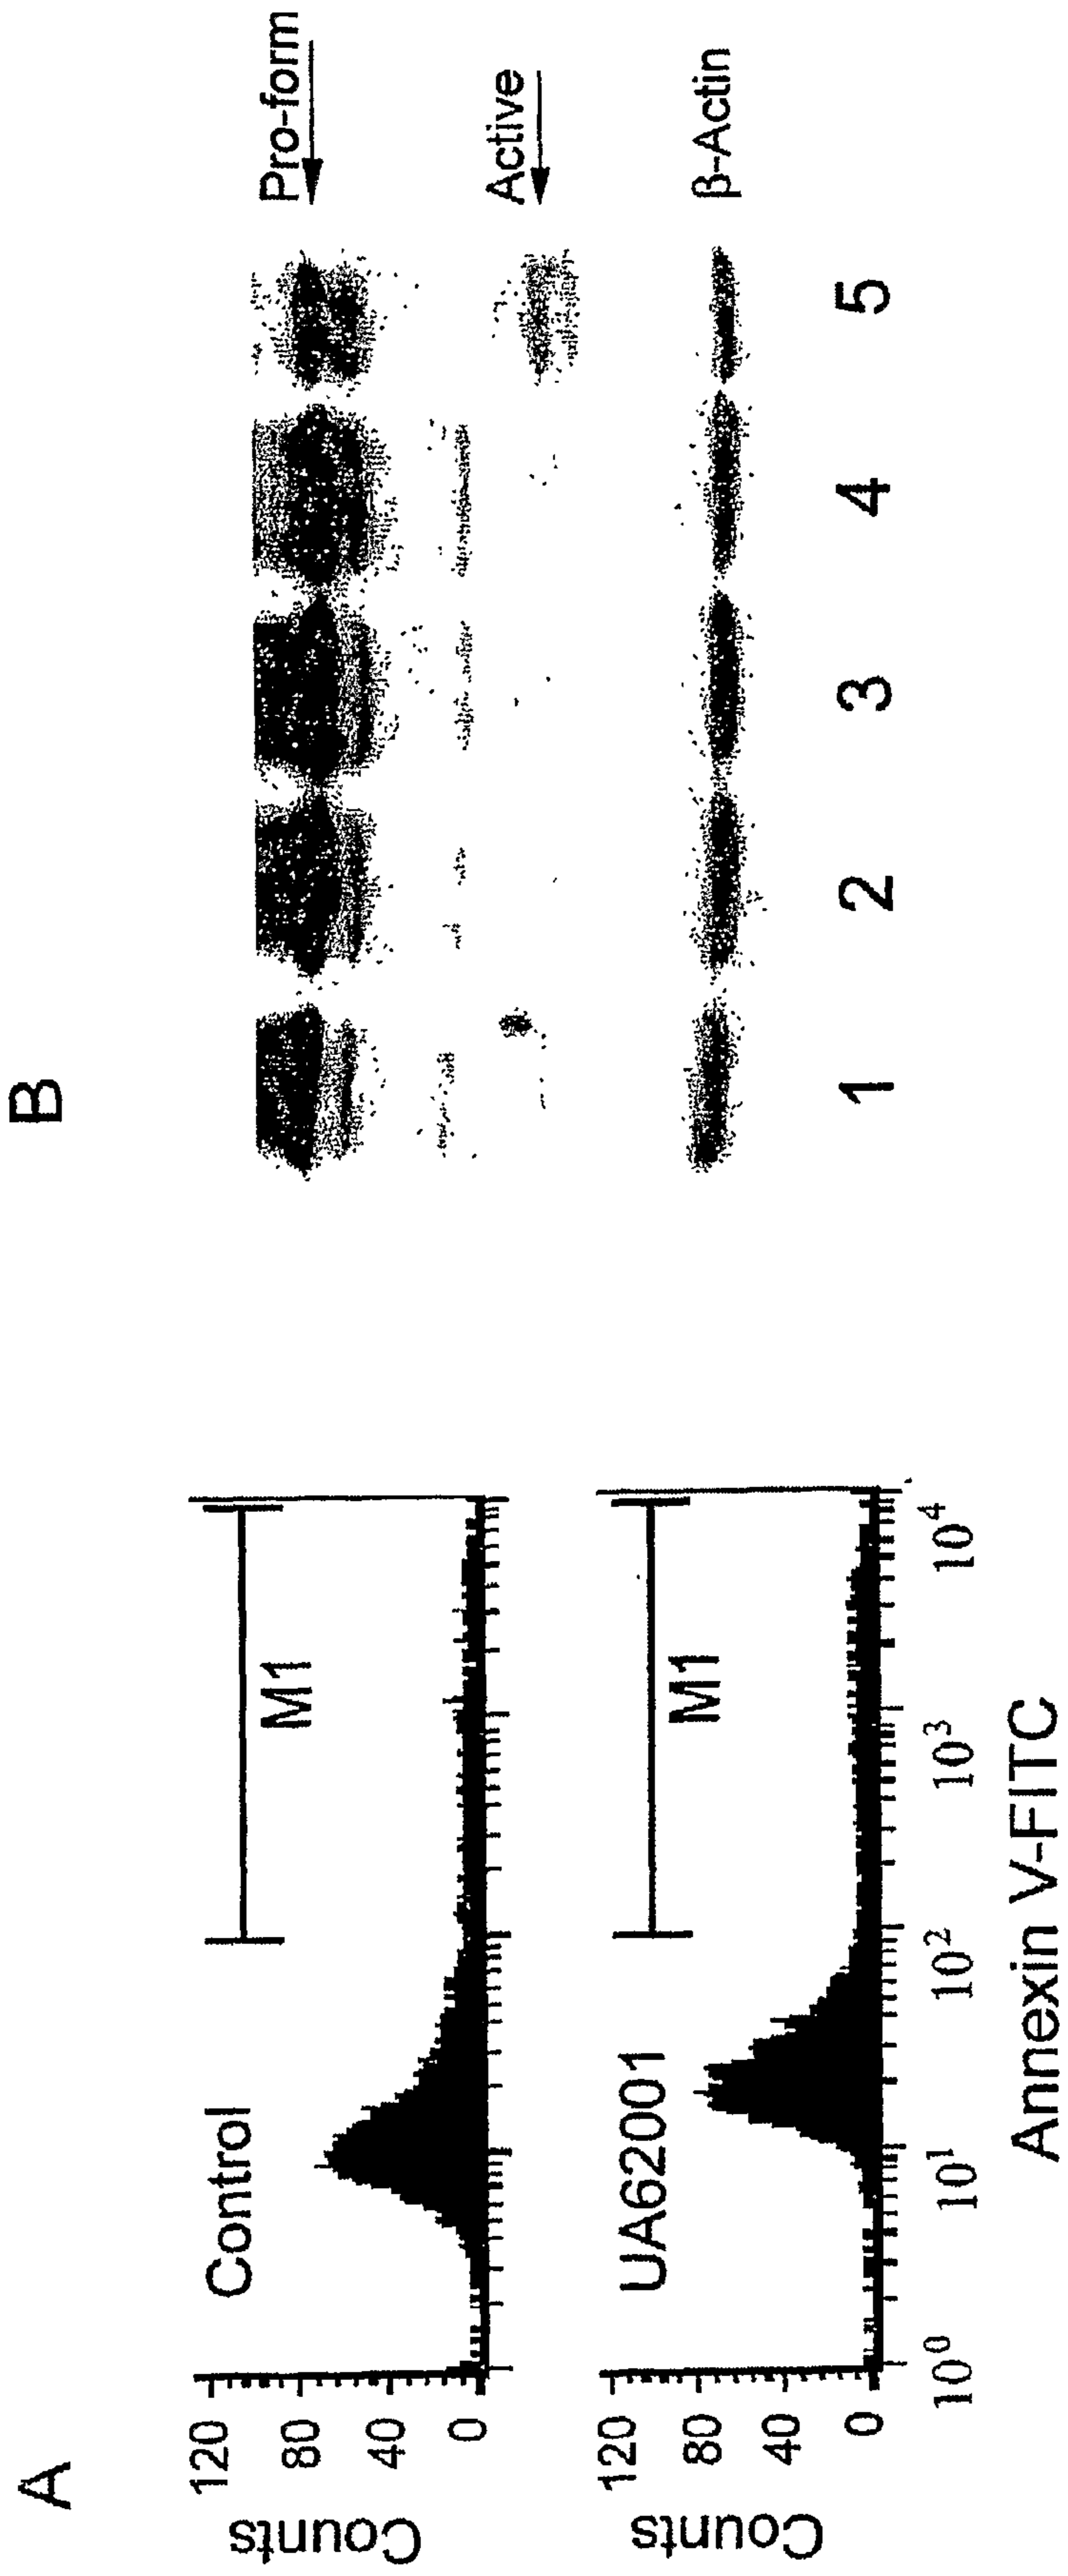 A
Counts
120
80
40
0
Control
M1
Counts
120
80
40
0
UA62001
M1
10⁰
10¹
10²
10³
10⁴
Annexin V-FITC
B
Pro-form
Active
β-Actin
1
2
3
4
5